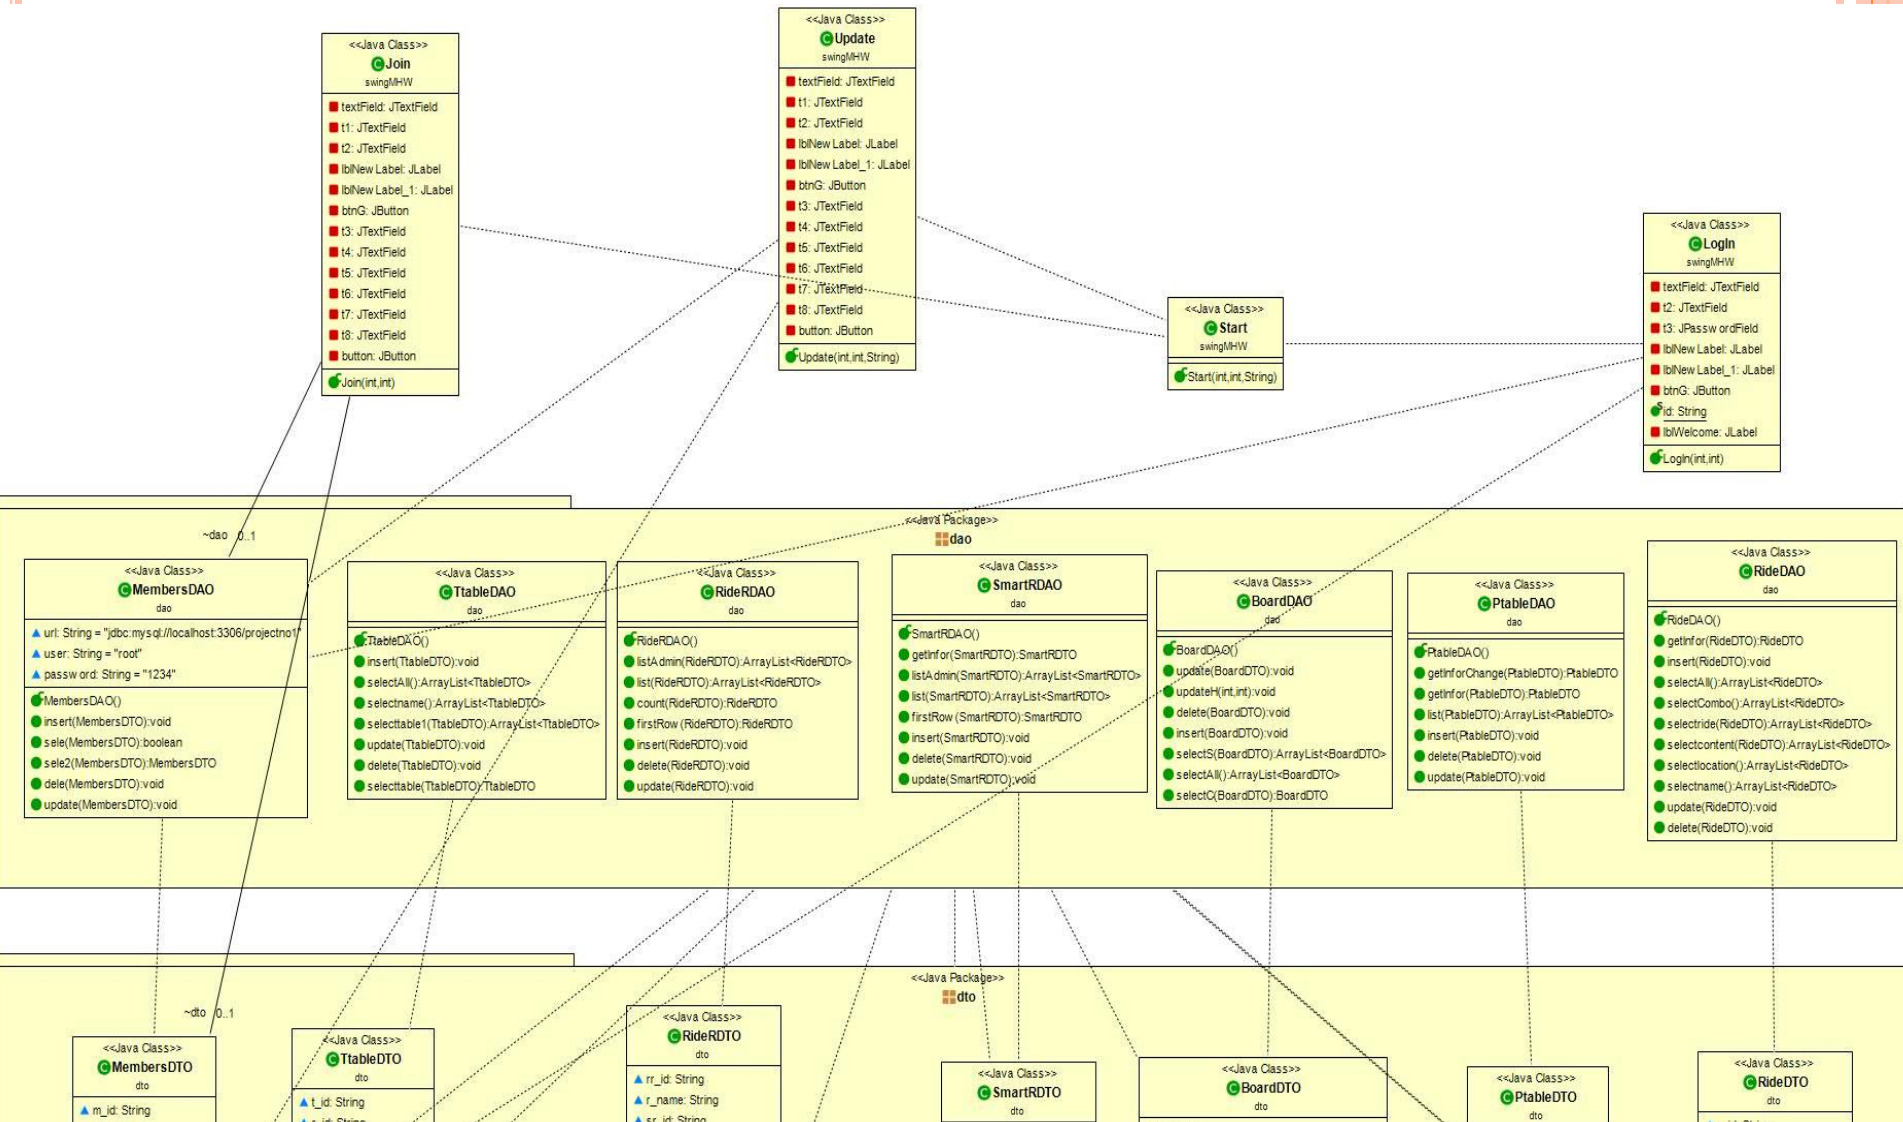 <<Java Class>>
Join
swingMHW
textField: JTextField
t1: JTextField
t2: JTextField
lblNewLabel: JLabel
lblNewLabel_1: JLabel
btnG: JButton
t3: JTextField
t4: JTextField
t5: JTextField
t6: JTextField
t7: JTextField
t8: JTextField
button: JButton
Join(int,int)
<<Java Class>>
Update
swingMHW
textField: JTextField
t1: JTextField
t2: JTextField
lblNewLabel: JLabel
lblNewLabel_1: JLabel
btnG: JButton
t3: JTextField
t4: JTextField
t5: JTextField
t6: JTextField
t7: JTextField
t8: JTextField
button: JButton
Update(int,int,String)
<<Java Class>>
Start
swingMHW
Start(int,int,String)
<<Java Class>>
LogIn
swingMHW
textField: JTextField
t2: JTextField
t3: JPasswordField
lblNewLabel: JLabel
lblNewLabel_1: JLabel
btnG: JButton
id: String
lblWelcome: JLabel
LogIn(int,int)
<<Java Package>>
dao
~dao 0..1
<<Java Class>>
MembersDAO
dao
url: String = "jdbc:mysql://localhost:3306/projectno1"
user: String = "root"
password: String = "1234"
MembersDAO()
insert(MembersDTO):void
sele(MembersDTO):boolean
sele2(MembersDTO):MembersDTO
dele(MembersDTO):void
update(MembersDTO):void
<<Java Class>>
TtableDAO
dao
TtableDAO()
insert(TtableDTO):void
selectAll():ArrayList<TtableDTO>
selectname():ArrayList<TtableDTO>
selecttable1(TtableDTO):ArrayList<TtableDTO>
update(TtableDTO):void
delete(TtableDTO):void
selecttable(TtableDTO):TtableDTO
<<Java Class>>
RideRDAO
dao
RideRDAO()
listAdmin(RideRDTO):ArrayList<RideRDTO>
list(RideRDTO):ArrayList<RideRDTO>
count(RideRDTO):RideRDTO
firstRow(RideRDTO):RideRDTO
insert(RideRDTO):void
delete(RideRDTO):void
update(RideRDTO):void
<<Java Class>>
SmartRDAO
dao
SmartRDAO()
getInfor(SmartRDTO):SmartRDTO
listAdmin(SmartRDTO):ArrayList<SmartRDTO>
list(SmartRDTO):ArrayList<SmartRDTO>
firstRow(SmartRDTO):SmartRDTO
insert(SmartRDTO):void
delete(SmartRDTO):void
update(SmartRDTO):void
<<Java Class>>
BoardDAO
dao
BoardDAO()
update(BoardDTO):void
updateH(int,int):void
delete(BoardDTO):void
insert(BoardDTO):void
selectS(BoardDTO):ArrayList<BoardDTO>
selectAll():ArrayList<BoardDTO>
selectC(BoardDTO):BoardDTO
<<Java Class>>
PtableDAO
dao
PtableDAO()
getInforChange(PtableDTO):PtableDTO
getInfor(PtableDTO):PtableDTO
list(PtableDTO):ArrayList<PtableDTO>
insert(PtableDTO):void
delete(PtableDTO):void
update(PtableDTO):void
<<Java Class>>
RideDAO
dao
RideDAO()
getInfor(RideDTO):RideDTO
insert(RideDTO):void
selectAll():ArrayList<RideDTO>
selectCombo():ArrayList<RideDTO>
selectride(RideDTO):ArrayList<RideDTO>
selectcontent(RideDTO):ArrayList<RideDTO>
selectlocation():ArrayList<RideDTO>
selectname():ArrayList<RideDTO>
update(RideDTO):void
delete(RideDTO):void
<<Java Package>>
dto
~dto 0..1
<<Java Class>>
MembersDTO
dto
m_id: String
<<Java Class>>
TtableDTO
dto
t_id: String
<<Java Class>>
RideRDTO
dto
rr_id: String
r_name: String
sr_id: String
<<Java Class>>
SmartRDTO
dto
<<Java Class>>
BoardDTO
dto
<<Java Class>>
PtableDTO
dto
<<Java Class>>
RideDTO
dto